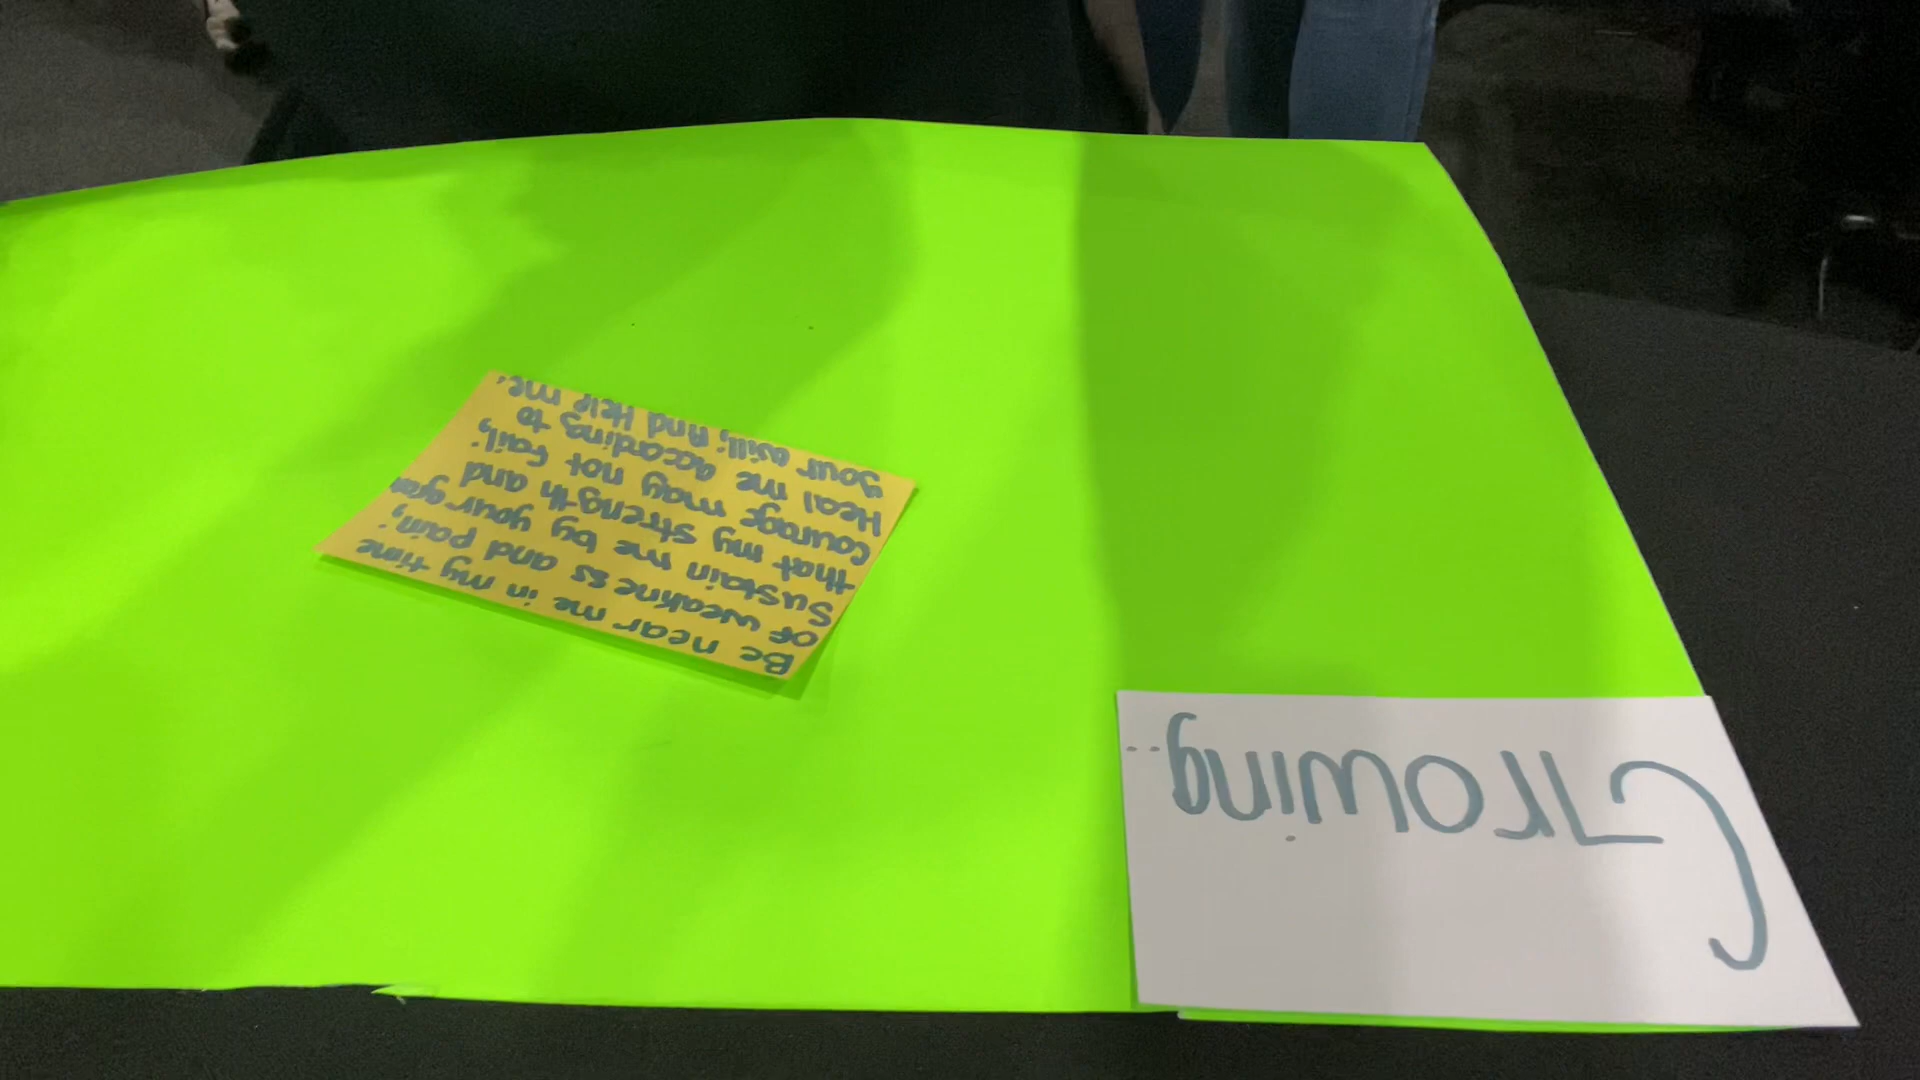 Growing...
Be near me in my time
of weakness and pain;
Sustain me by your
that my strength and
courage may not fail;
Heal me according to
your will; And Help me.